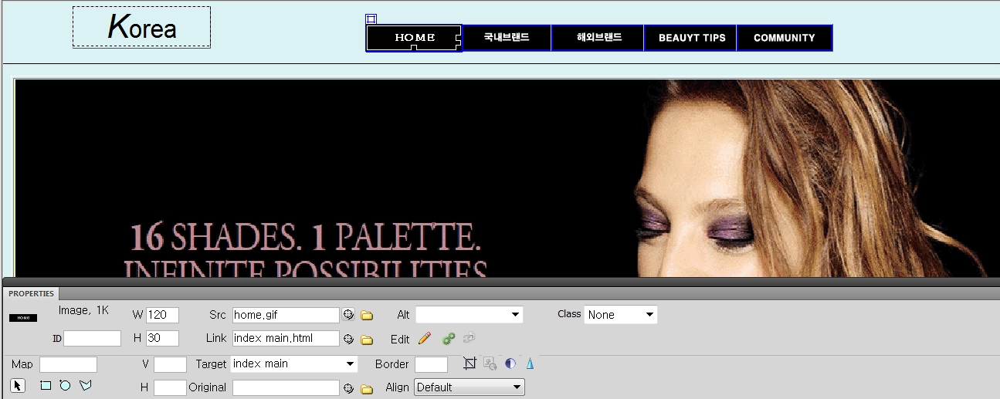 Korea
HOME 국내브랜드 해외브랜드 BEAUYT TIPS COMMUNITY
16 SHADES. 1 PALETTE.
INFINITE POSSIBILITIES
PROPERTIES
HOME Image, 1K W 120 Src home.gif Alt Class None
ID H 30 Link index main.html Edit
Map V Target index main Border
H Original Align Default